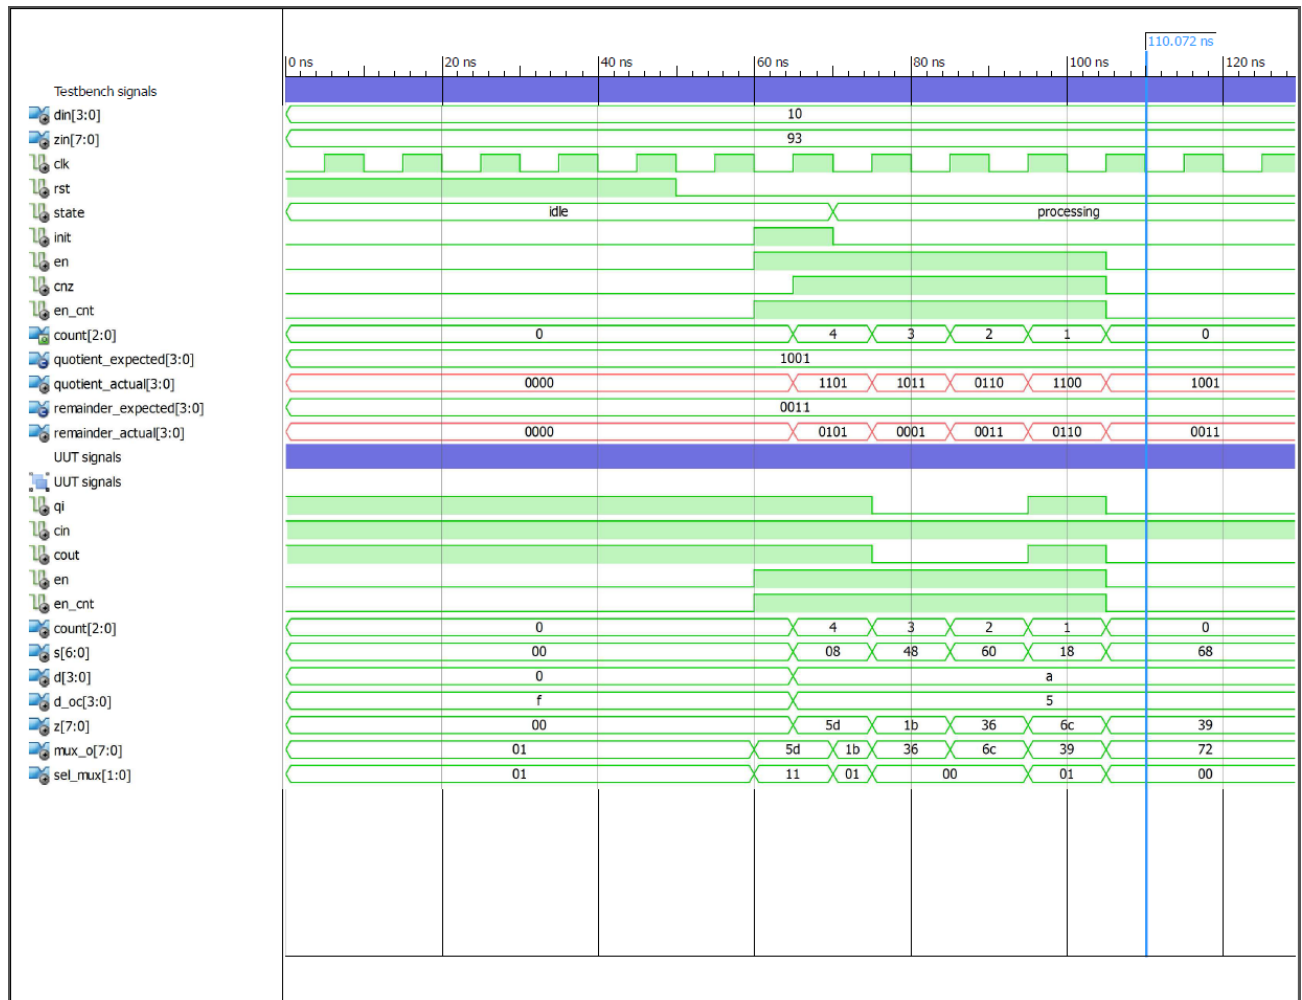 110.072 ns
0 ns 20 ns 40 ns 60 ns 80 ns 100 ns 120 ns
Testbench signals
din[3:0] 10
zin[7:0] 93
clk
rst
state idle processing
init
en
cnz
en_cnt
count[2:0] 0 4 3 2 1 0
quotient_expected[3:0] 1001
quotient_actual[3:0] 0000 1101 1011 0110 1100 1001
remainder_expected[3:0] 0011
remainder_actual[3:0] 0000 0101 0001 0011 0110 0011
UUT signals
UUT signals
qi
cin
cout
en
en_cnt
count[2:0] 0 4 3 2 1 0
s[6:0] 00 08 48 60 18 68
d[3:0] 0 a
d_oc[3:0] f 5
z[7:0] 00 5d 1b 36 6c 39
mux_o[7:0] 01 5d 1b 36 6c 39 72
sel_mux[1:0] 01 11 01 00 01 00